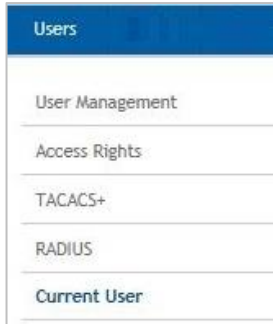 Users
User Management
Access Rights
TACACS+
RADIUS
Current User